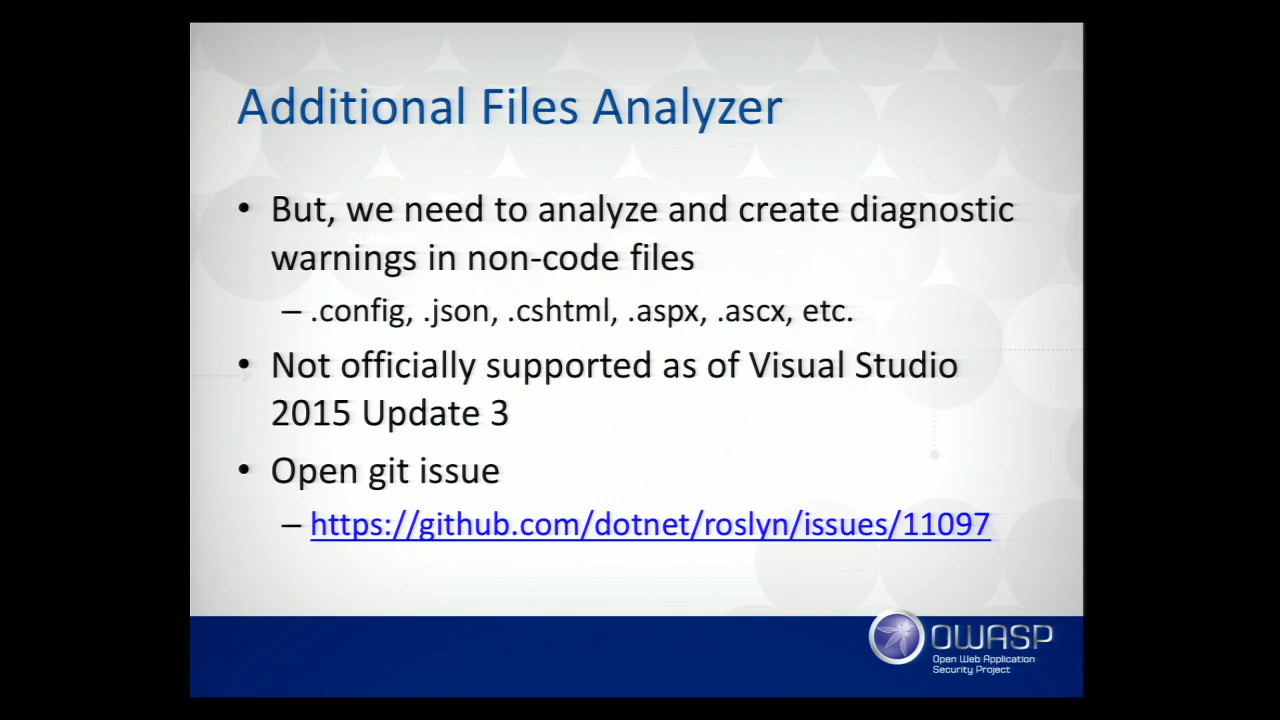 Additional Files Analyzer
• But, we need to analyze and create diagnostic
warnings in non-code files
– .config, .json, .cshtml, .aspx, .ascx, etc.
• Not officially supported as of Visual Studio
2015 Update 3
• Open git issue
– https://github.com/dotnet/roslyn/issues/11097
OWASP
Open Web Application
Security Project